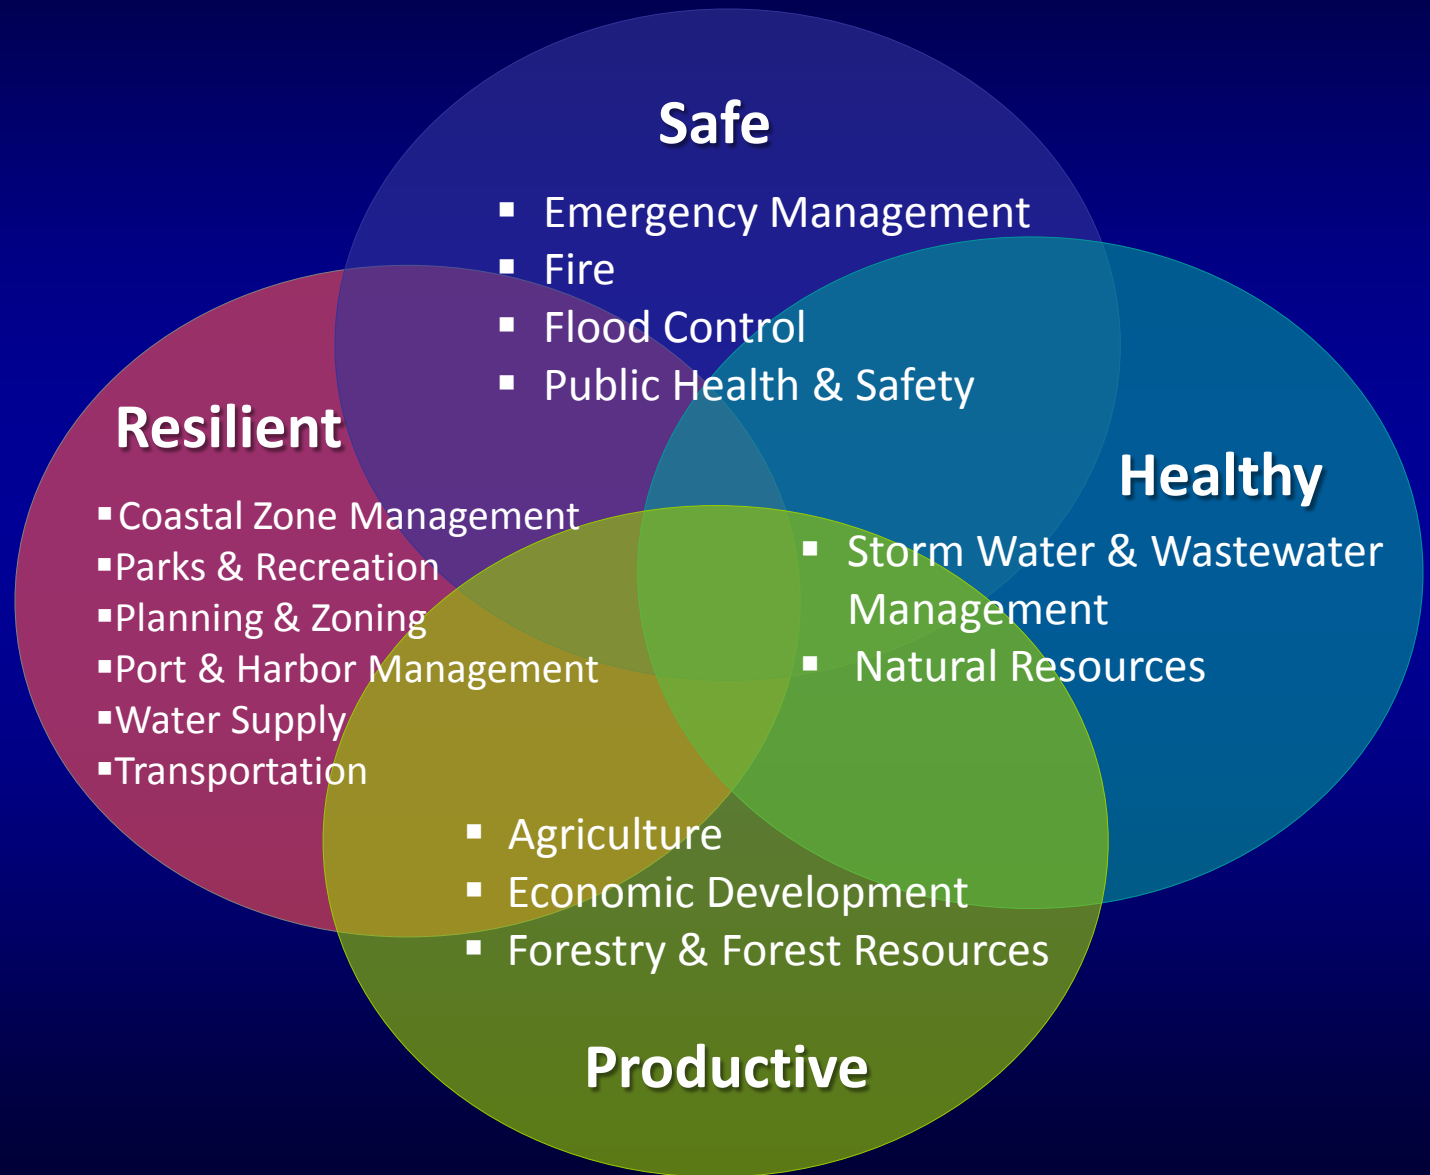 Safe
▪ Emergency Management
▪ Fire
▪ Flood Control
▪ Public Health & Safety
Resilient
▪Coastal Zone Management
▪Parks & Recreation
▪Planning & Zoning
▪Port & Harbor Management
▪Water Supply
▪Transportation
Healthy
▪ Storm Water & Wastewater
Management
▪ Natural Resources
▪ Agriculture
▪ Economic Development
▪ Forestry & Forest Resources
Productive